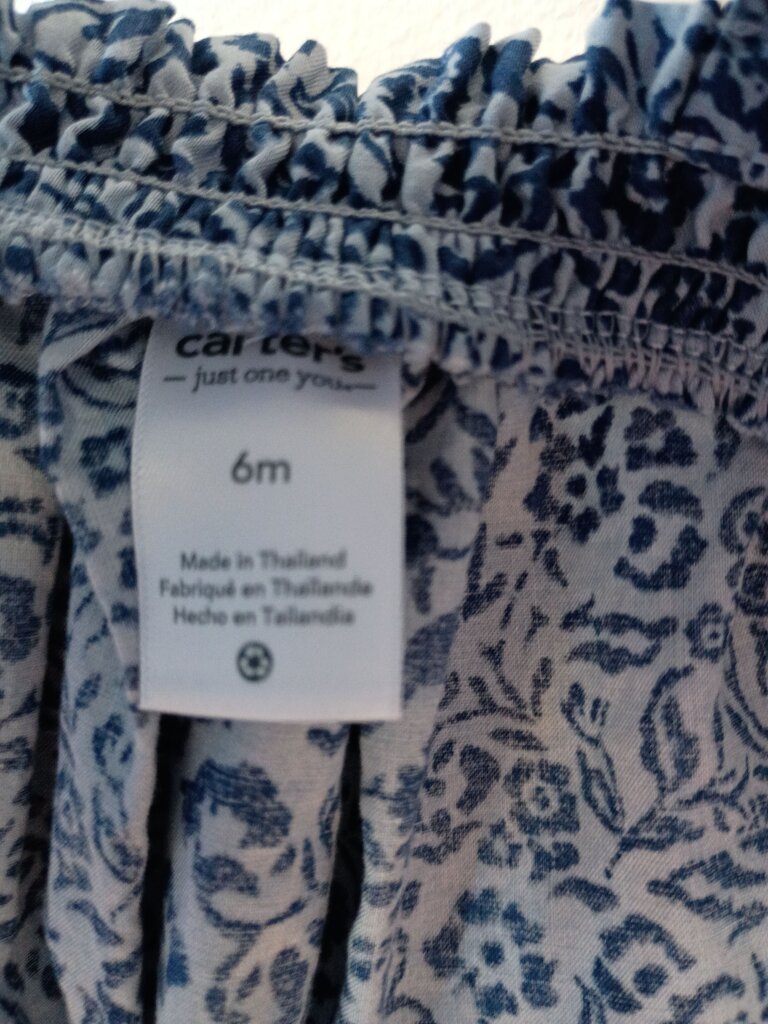 carter's
— just one you.—
6m
Made in Thailand
Fabriqué en Thaïlande
Hecho en Tailandia